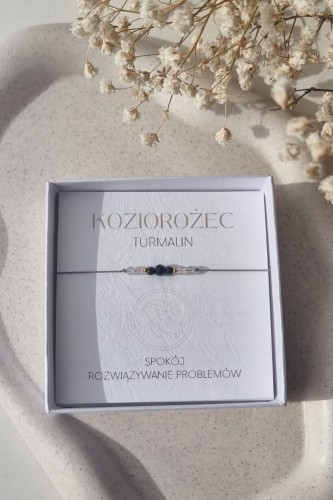 KOZIOROŻEC
TURMALIN
SPOKÓJ
ROZWIĄZYWANIE PROBLEMÓW